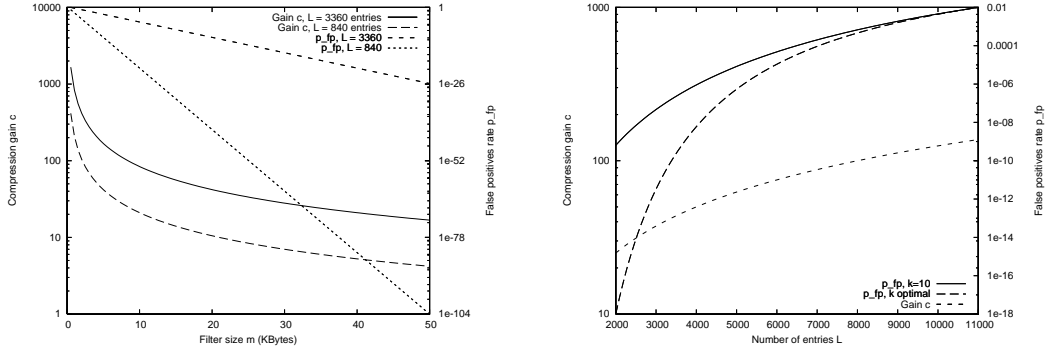 10000
1000
100
10
1
Compression gain c
Gain c, L = 3360 entries
Gain c, L = 840 entries
p_fp, L = 3360
p_fp, L = 840
1
1e-26
1e-52
1e-78
1e-104
False positives rate p_fp
0 10 20 30 40 50
Filter size m (KBytes)
1000
100
10
Compression gain c
0.01
0.0001
1e-06
1e-08
1e-10
1e-12
1e-14
1e-16
1e-18
False positives rate p_fp
p_fp, k=10
p_fp, k optimal
Gain c
2000 3000 4000 5000 6000 7000 8000 9000 10000 11000
Number of entries L